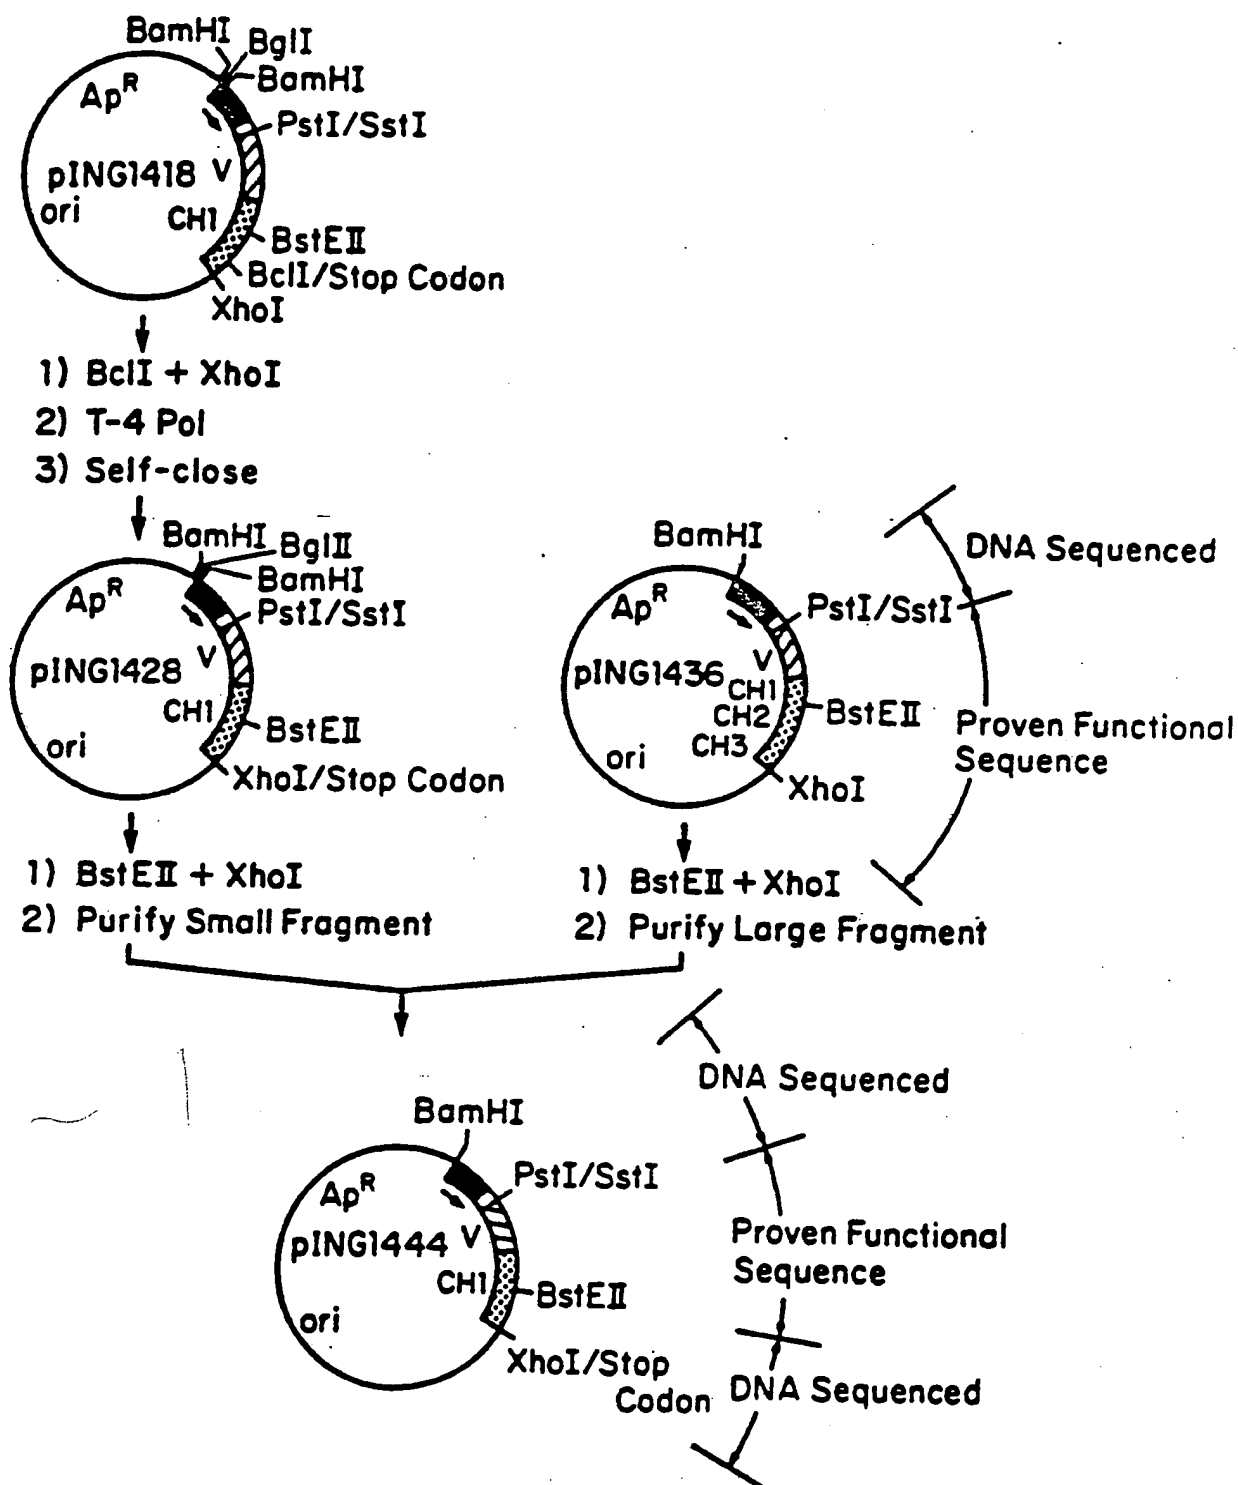 BamHI
BglI
BamHI
Ap^R
PstI/SstI
pING1418
V
ori
CH1
BstEII
BclI/Stop Codon
XhoI
1) BclI + XhoI
2) T-4 Pol
3) Self-close
BamHI
BglII
BamHI
Ap^R
PstI/SstI
V
pING1428
CH1
BstEII
ori
XhoI/Stop Codon
1) BstEII + XhoI
2) Purify Small Fragment
BamHI
Ap^R
PstI/SstI
V
pING1436
CH1
CH2
BstEII
CH3
ori
XhoI
DNA Sequenced
Proven Functional
Sequence
1) BstEII + XhoI
2) Purify Large Fragment
BamHI
Ap^R
PstI/SstI
pING1444
V
CH1
BstEII
ori
XhoI/Stop
Codon
DNA Sequenced
Proven Functional
Sequence
DNA Sequenced